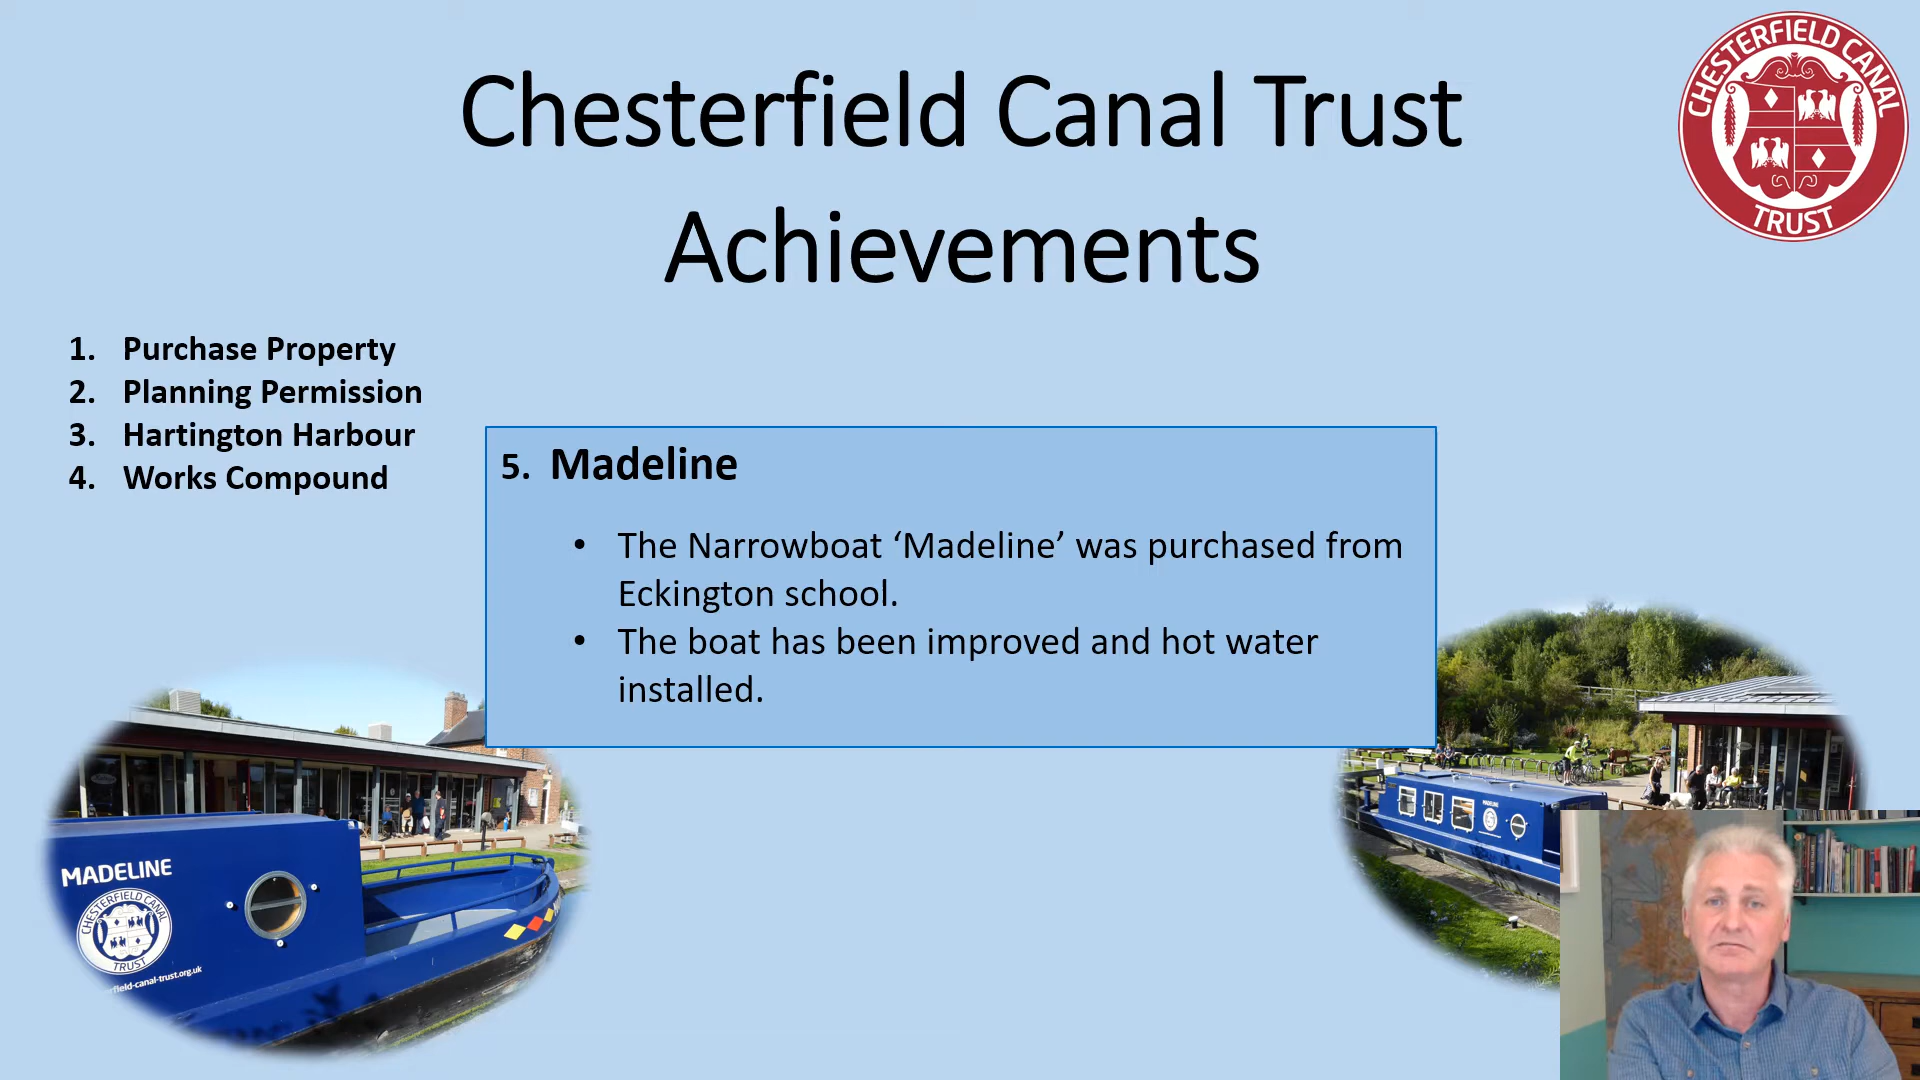 Chesterfield Canal Trust
Achievements
CHESTERFIELD CANAL
TRUST
1. Purchase Property
2. Planning Permission
3. Hartington Harbour
4. Works Compound
5. Madeline
• The Narrowboat ‘Madeline’ was purchased from
Eckington school.
• The boat has been improved and hot water
installed.
MADELINE
CHESTERFIELD CANAL
TRUST
field-canal-trust.org.uk
MADELINE